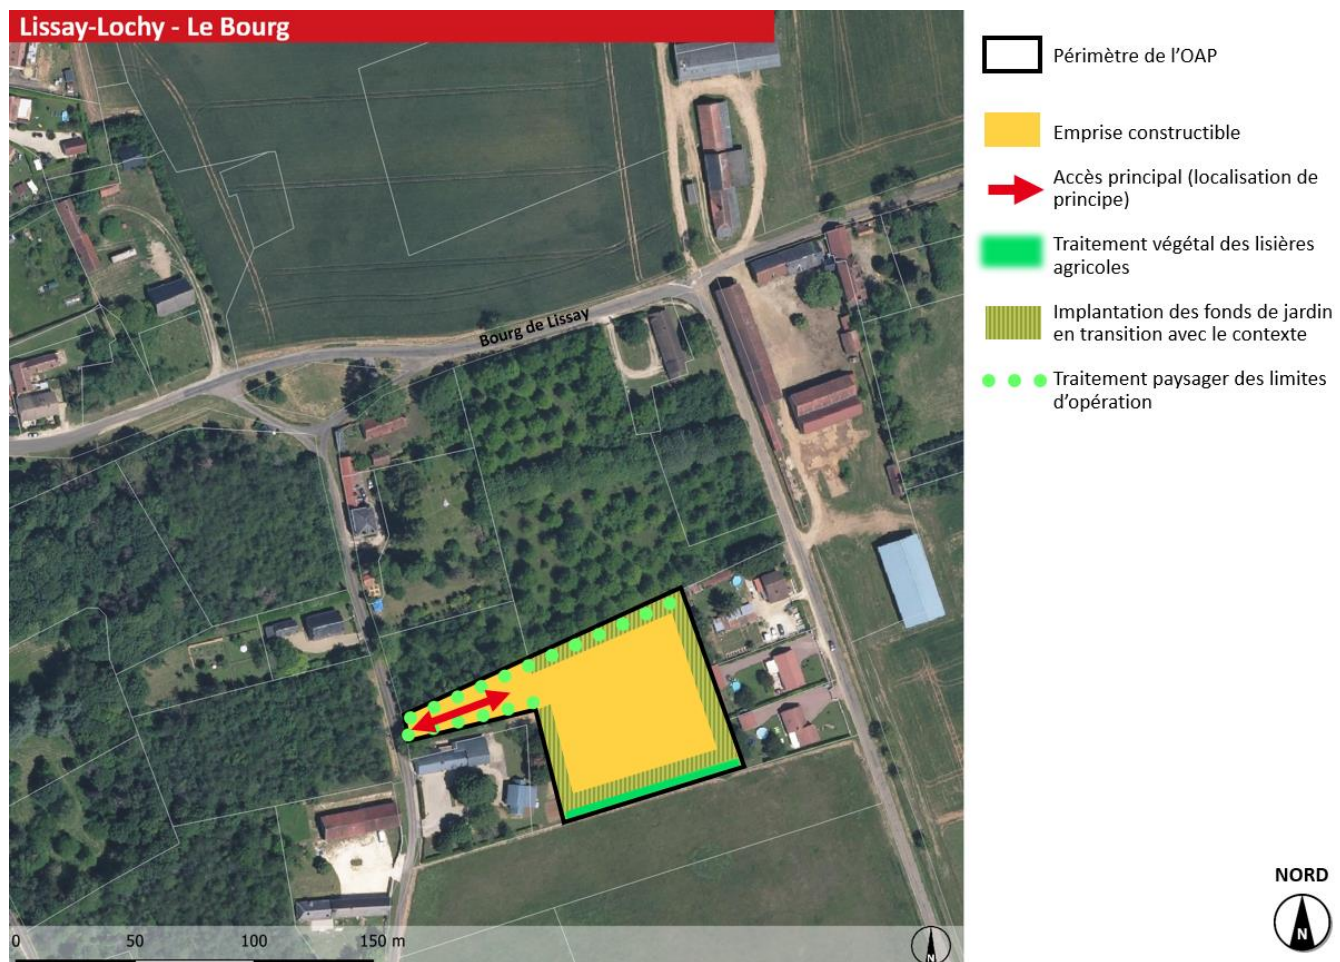 Lissay-Lochy - Le Bourg
Bourg de Lissay
0 50 100 150 m
N
Périmètre de l'OAP
Emprise constructible
Accès principal (localisation de
principe)
Traitement végétal des lisières
agricoles
Implantation des fonds de jardin
en transition avec le contexte
Traitement paysager des limites
d'opération
NORD
N